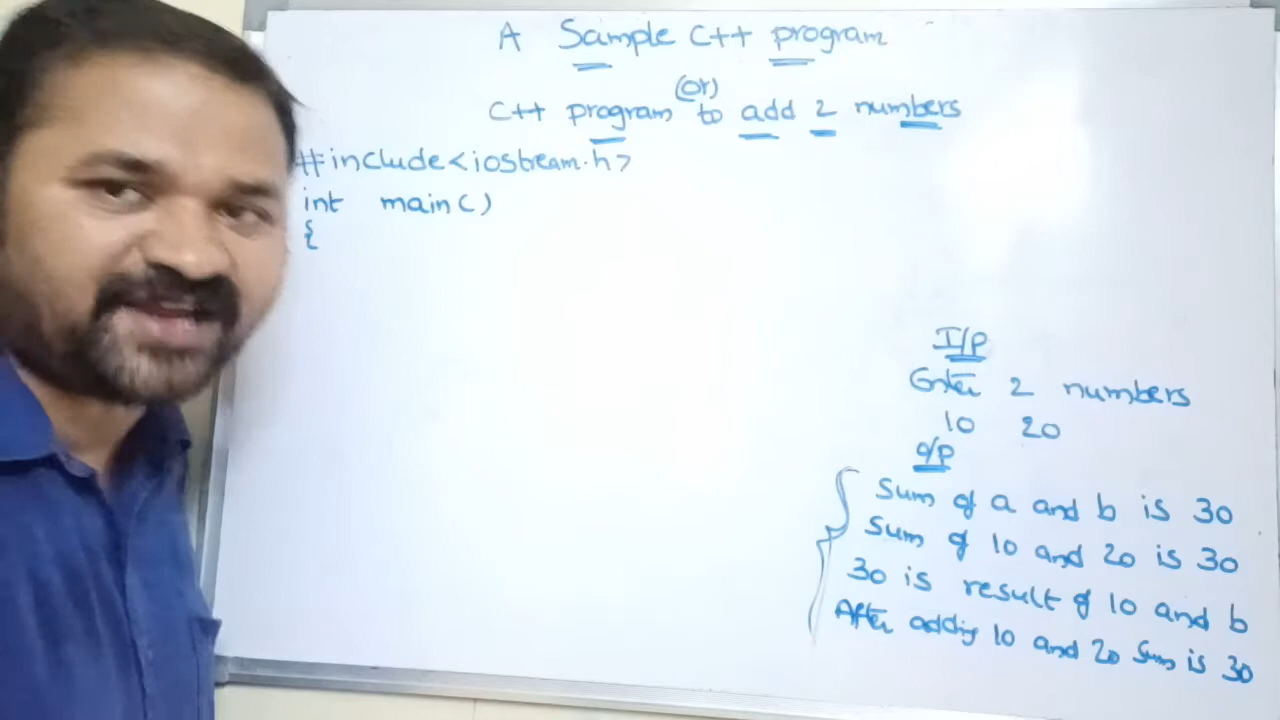 A Sample C++ program
(or)
C++ program to add 2 numbers
#include<iostream.h>
int main()
{
I/P
Enter 2 numbers
10 20
O/P
Sum of a and b is 30
Sum of 10 and 20 is 30
30 is result of 10 and b
After adding 10 and 20 Sum is 30